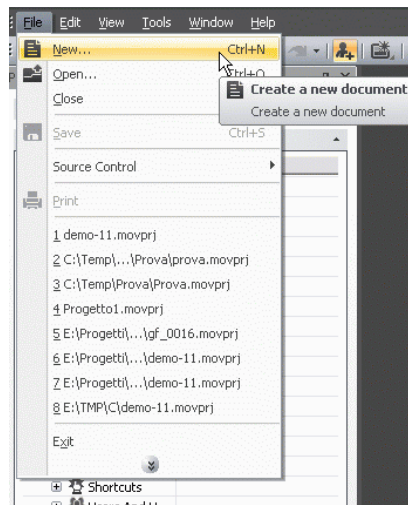 File Edit View Tools Window Help
New... Ctrl+N
Open... Ctrl+O
Create a new document
Close
Create a new document
Save Ctrl+S
Source Control
Print
1 demo-11.movprj
2 C:\Temp\...\Prova\prova.movprj
3 C:\Temp\Prova\Prova.movprj
4 Progetto1.movprj
5 E:\Progetti\...\gf_0016.movprj
6 E:\Progetti\...\demo-11.movprj
7 E:\Progetti\...\demo-11.movprj
8 E:\TMP\C\demo-11.movprj
Exit
Shortcuts